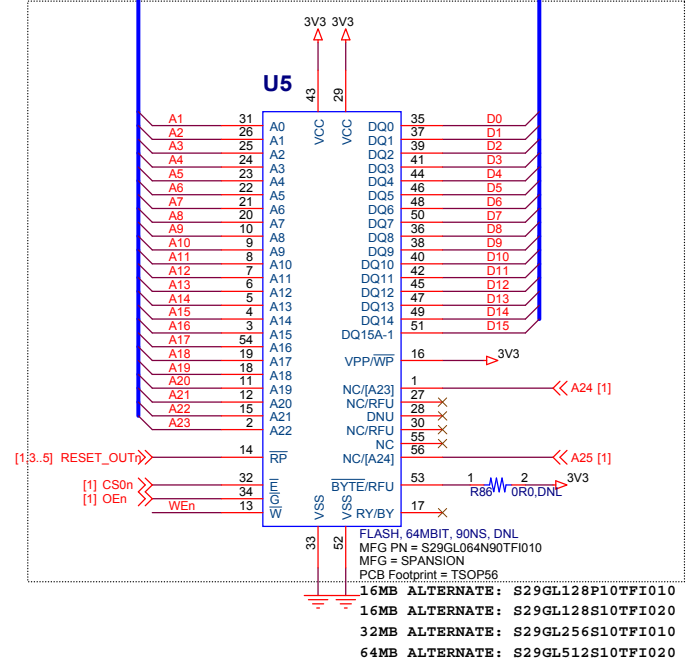 3V3 3V3
U5
43 29
VCC VCC
A1 31 A0 DQ0 35 D0
A2 26 A1 DQ1 37 D1
A3 25 A2 DQ2 39 D2
A4 24 A3 DQ3 41 D3
A5 23 A4 DQ4 44 D4
A6 22 A5 DQ5 46 D5
A7 21 A6 DQ6 48 D6
A8 20 A7 DQ7 50 D7
A9 10 A8 DQ8 36 D8
A10 9 A9 DQ9 38 D9
A11 8 A10 DQ10 40 D10
A12 7 A11 DQ11 42 D11
A13 6 A12 DQ12 45 D12
A14 5 A13 DQ13 47 D13
A15 4 A14 DQ14 49 D14
A16 3 A15 DQ15A-1 51 D15
A17 54 A16
A18 19 A17 VPP/WP 16 3V3
A19 18 A18
A20 11 A19 NC/[A23] 1 A24 [1]
A21 12 A20 NC/RFU 27
A22 15 A21 DNU 28
A23 2 A22 NC/RFU 30
NC 55
[1,3..5] RESET_OUTn 14 RP NC/[A24] 56 A25 [1]
[1] CS0n 32 E BYTE/RFU 53 1 R86 2 0R0,DNL 3V3
[1] OEn 34 G
WEn 13 W RY/BY 17
VSS VSS
33 52
FLASH, 64MBIT, 90NS, DNL
MFG PN = S29GL064N90TFI010
MFG = SPANSION
PCB Footprint = TSOP56
16MB ALTERNATE: S29GL128P10TFI010
16MB ALTERNATE: S29GL128S10TFI020
32MB ALTERNATE: S29GL256S10TFI010
64MB ALTERNATE: S29GL512S10TFI020